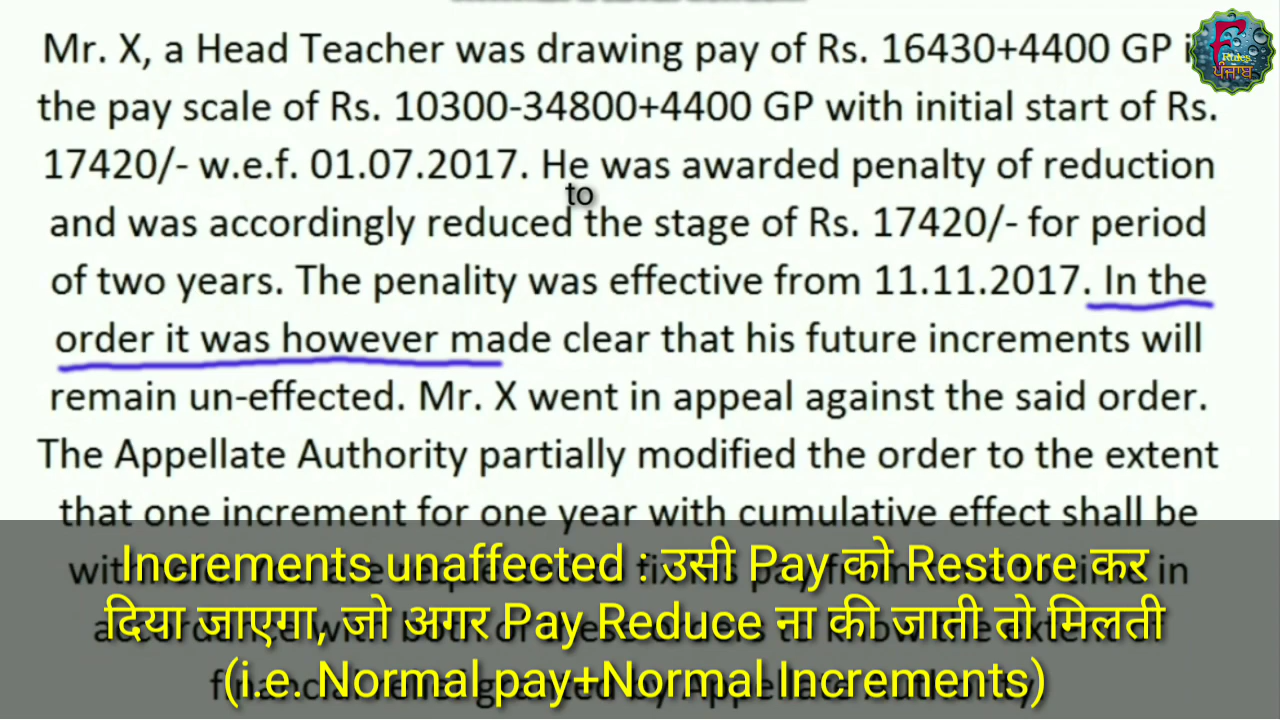 Mr. X, a Head Teacher was drawing pay of Rs. 16430+4400 GP i
the pay scale of Rs. 10300-34800+4400 GP with initial start of Rs.
17420/- w.e.f. 01.07.2017. He was awarded penalty of reduction
to
and was accordingly reduced the stage of Rs. 17420/- for period
of two years. The penality was effective from 11.11.2017. In the
order it was however made clear that his future increments will
remain un-effected. Mr. X went in appeal against the said order.
The Appellate Authority partially modified the order to the extent
that one increment for one year with cumulative effect shall be
Increments unaffected : उसी Pay को Restore कर
दिया जाएगा, जो अगर Pay Reduce ना की जाती तो मिलती
(i.e. Normal pay+Normal Increments)
Rules
ਪੰਜਾਬ